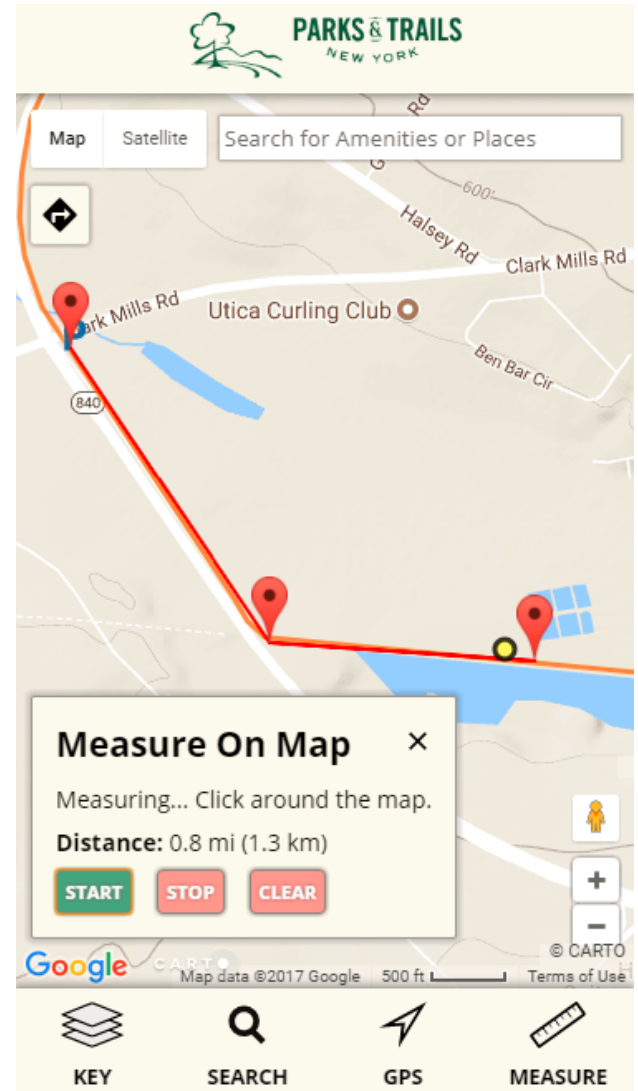 PARKS & TRAILS
NEW YORK
Rd
Map Satellite Search for Amenities or Places
600'
Halsey Rd
Clark Mills Rd
ark Mills Rd
Utica Curling Club
Ben Bar Cir
840
Measure On Map ×
Measuring... Click around the map.
Distance: 0.8 mi (1.3 km)
START STOP CLEAR
+
−
© CARTO
Google CARTO Map data ©2017 Google 500 ft Terms of Use
KEY SEARCH GPS MEASURE